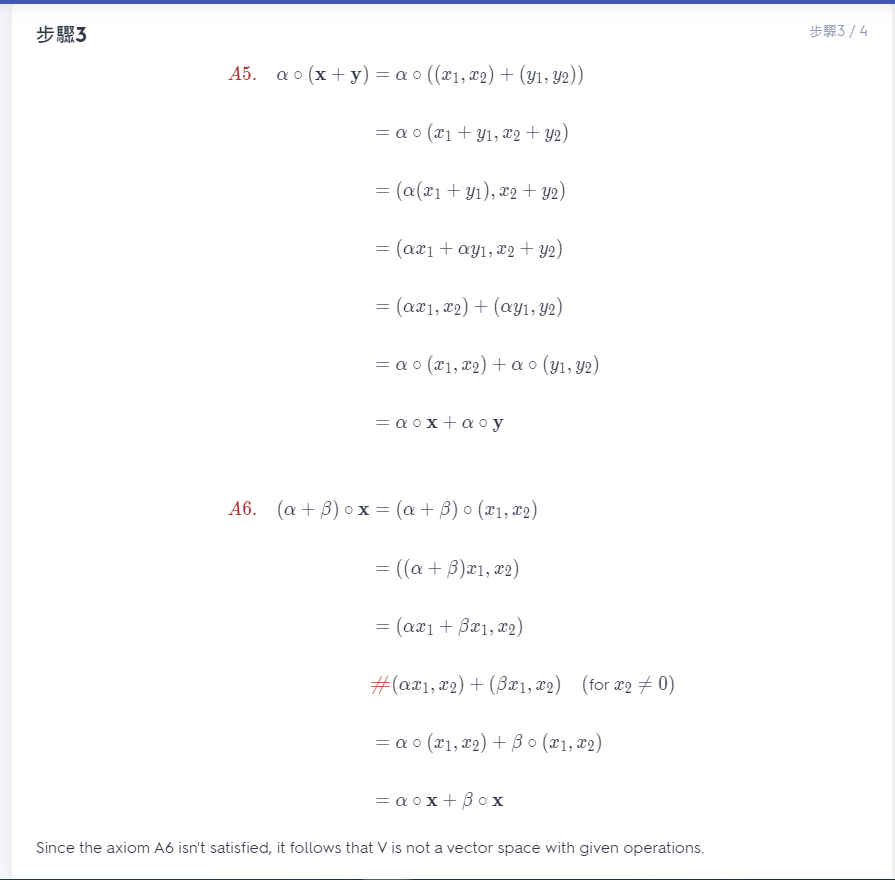 步驟3
步驟3 / 4
A5. α ∘ (x + y) = α ∘ ((x₁, x₂) + (y₁, y₂))
= α ∘ (x₁ + y₁, x₂ + y₂)
= (α(x₁ + y₁), x₂ + y₂)
= (αx₁ + αy₁, x₂ + y₂)
= (αx₁, x₂) + (αy₁, y₂)
= α ∘ (x₁, x₂) + α ∘ (y₁, y₂)
= α ∘ x + α ∘ y
A6. (α + β) ∘ x = (α + β) ∘ (x₁, x₂)
= ((α + β)x₁, x₂)
= (αx₁ + βx₁, x₂)
≠ (αx₁, x₂) + (βx₁, x₂) (for x₂ ≠ 0)
= α ∘ (x₁, x₂) + β ∘ (x₁, x₂)
= α ∘ x + β ∘ x
Since the axiom A6 isn't satisfied, it follows that V is not a vector space with given operations.